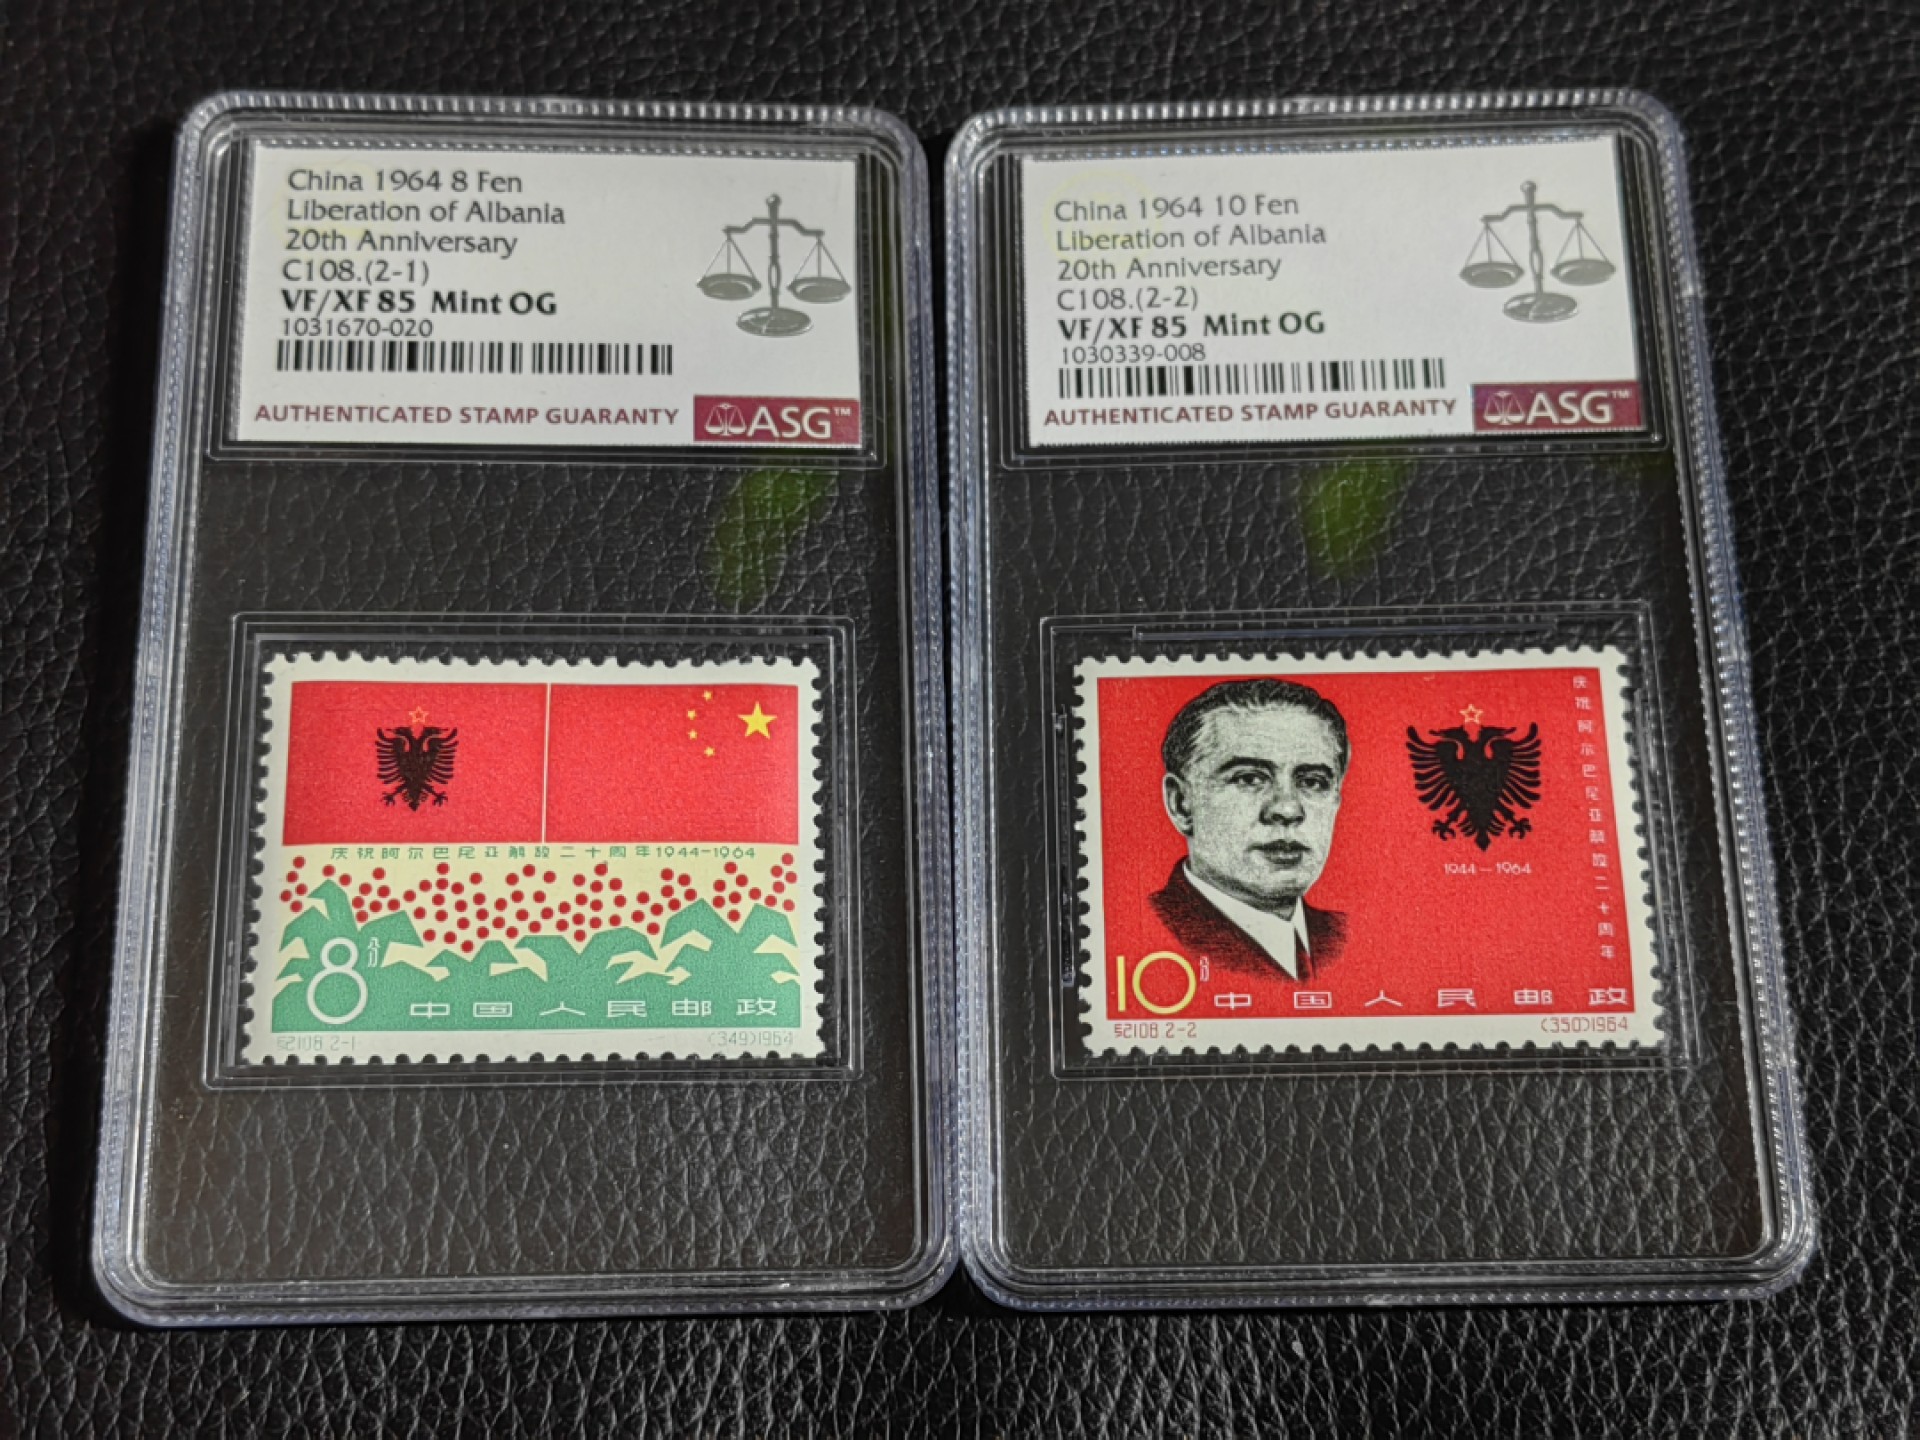 China 1964 8 Fen
Liberation of Albania
20th Anniversary
C108.(2-1)
VF/XF 85 Mint OG
1031670-020
AUTHENTICATED STAMP GUARANTY
ASG™
庆祝阿尔巴尼亚解放二十周年1944-1964
8分
中国人民邮政
纪108 2-1
(349)1964
China 1964 10 Fen
Liberation of Albania
20th Anniversary
C108.(2-2)
VF/XF 85 Mint OG
1030339-008
AUTHENTICATED STAMP GUARANTY
ASG™
庆祝阿尔巴尼亚解放二十周年
1944-1964
10分
中国人民邮政
纪108 2-2
(350)1964